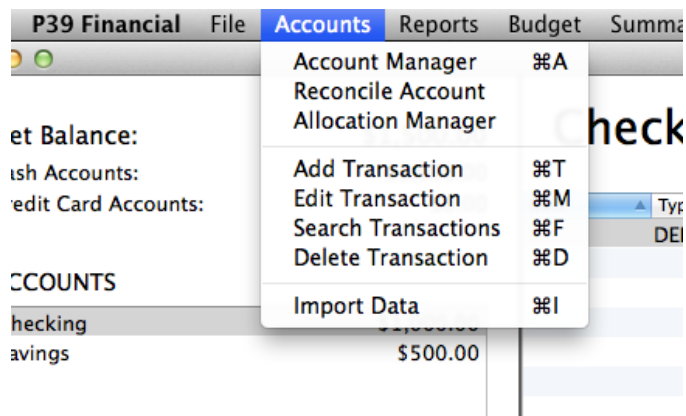 P39 Financial File Accounts Reports Budget Summa
Account Manager ⌘A
Reconcile Account
Allocation Manager
Add Transaction ⌘T
Edit Transaction ⌘M
Search Transactions ⌘F
Delete Transaction ⌘D
Import Data ⌘I
et Balance:
ash Accounts:
redit Card Accounts:
CCOUNTS
hecking
avings $500.00
Check
Typ
DE